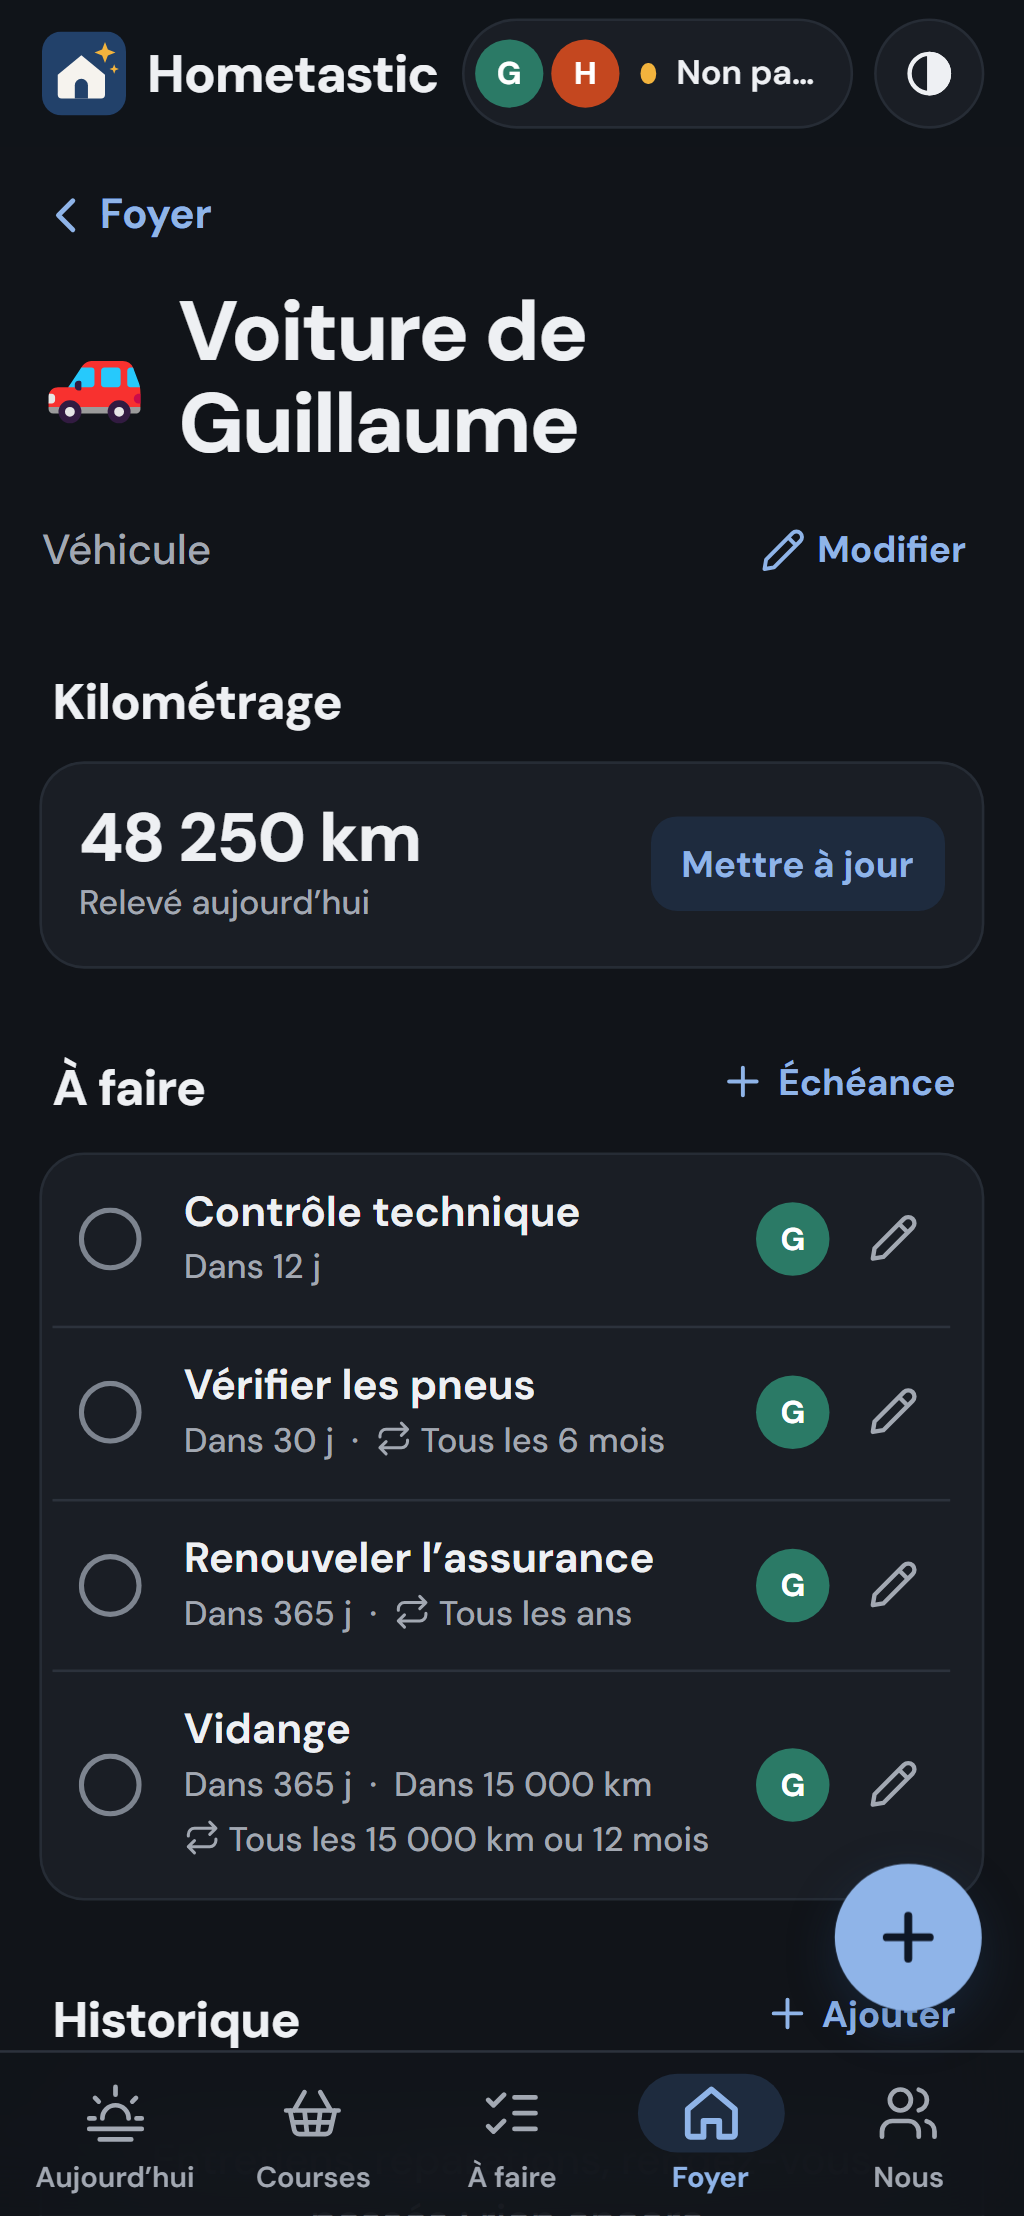 Hometastic
G H Non pa...
Foyer
Voiture de
Guillaume
Véhicule
Modifier
Kilométrage
48 250 km
Relevé aujourd’hui
Mettre à jour
À faire
Échéance
Contrôle technique
Dans 12 j
G
Vérifier les pneus
Dans 30 j · Tous les 6 mois
G
Renouveler l’assurance
Dans 365 j · Tous les ans
G
Vidange
Dans 365 j · Dans 15 000 km
Tous les 15 000 km ou 12 mois
G
Historique
Ajouter
Aujourd’hui
Courses
À faire
Foyer
Nous